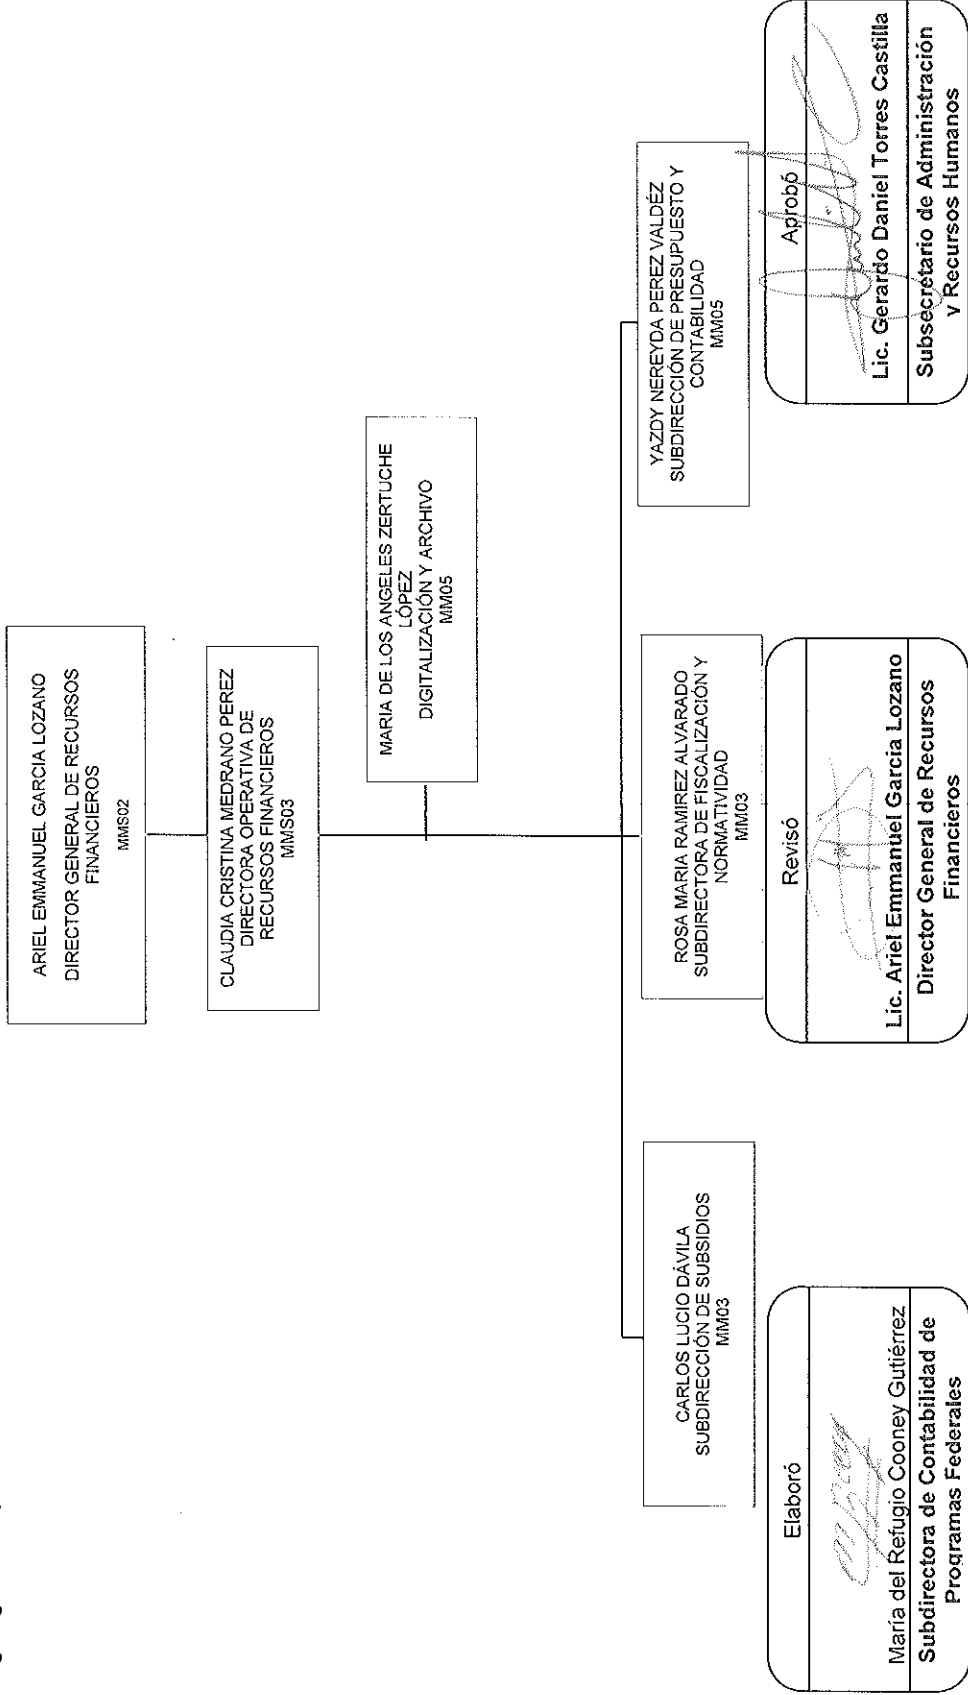 ARIEL EMMANUEL GARCIA LOZANO
DIRECTOR GENERAL DE RECURSOS
FINANCIEROS
MMS02
CLAUDIA CRISTINA MEDRANO PEREZ
DIRECTORA OPERATIVA DE
RECURSOS FINANCIEROS
MMS03
MARIA DE LOS ANGELES ZERTUCHE
LÓPEZ
DIGITALIZACIÓN Y ARCHIVO
MM05
CARLOS LUCIO DÁVILA
SUBDIRECCIÓN DE SUBSIDIOS
MM03
ROSA MARIA RAMIREZ ALVARADO
SUBDIRECTORA DE FISCALIZACIÓN Y
NORMATIVIDAD
MM03
YAZDY NEREYDA PEREZ VALDÉZ
SUBDIRECCIÓN DE PRESUPUESTO Y
CONTABILIDAD
MM05
Elaboró
María del Refugio Cooney Gutiérrez
Subdirectora de Contabilidad de
Programas Federales
Revisó
Lic. Ariel Emmanuel Garcia Lozano
Director General de Recursos
Financieros
Aprobó
Lic. Gerardo Daniel Torres Castilla
Subsecretario de Administración
y Recursos Humanos